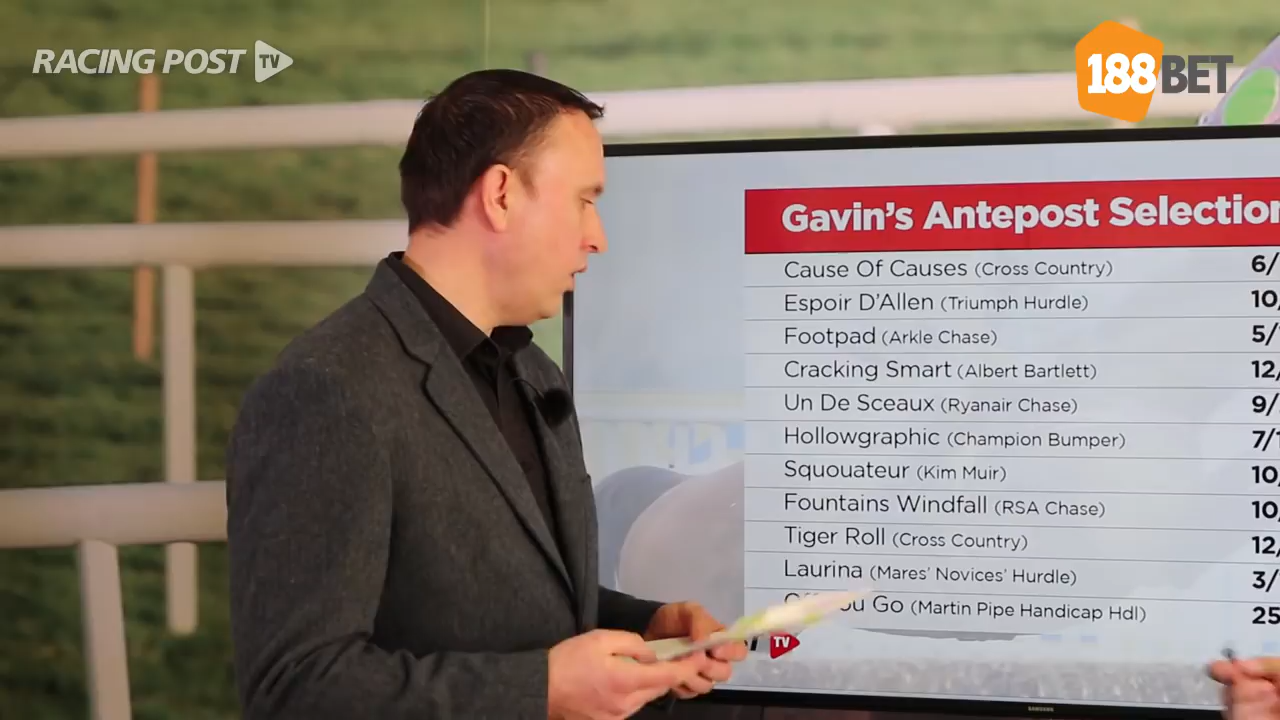 RACING POST TV
188BET
Gavin's Antepost Selection
Cause Of Causes (Cross Country) 6/
Espoir D'Allen (Triumph Hurdle) 10/
Footpad (Arkle Chase) 5/
Cracking Smart (Albert Bartlett) 12/
Un De Sceaux (Ryanair Chase) 9/
Hollowgraphic (Champion Bumper) 7/1
Squouateur (Kim Muir) 10
Fountains Windfall (RSA Chase) 10/
Tiger Roll (Cross Country) 12/
Laurina (Mares' Novices' Hurdle) 3/
Go (Martin Pipe Handicap Hdl) 25
TV
SAMSUNG